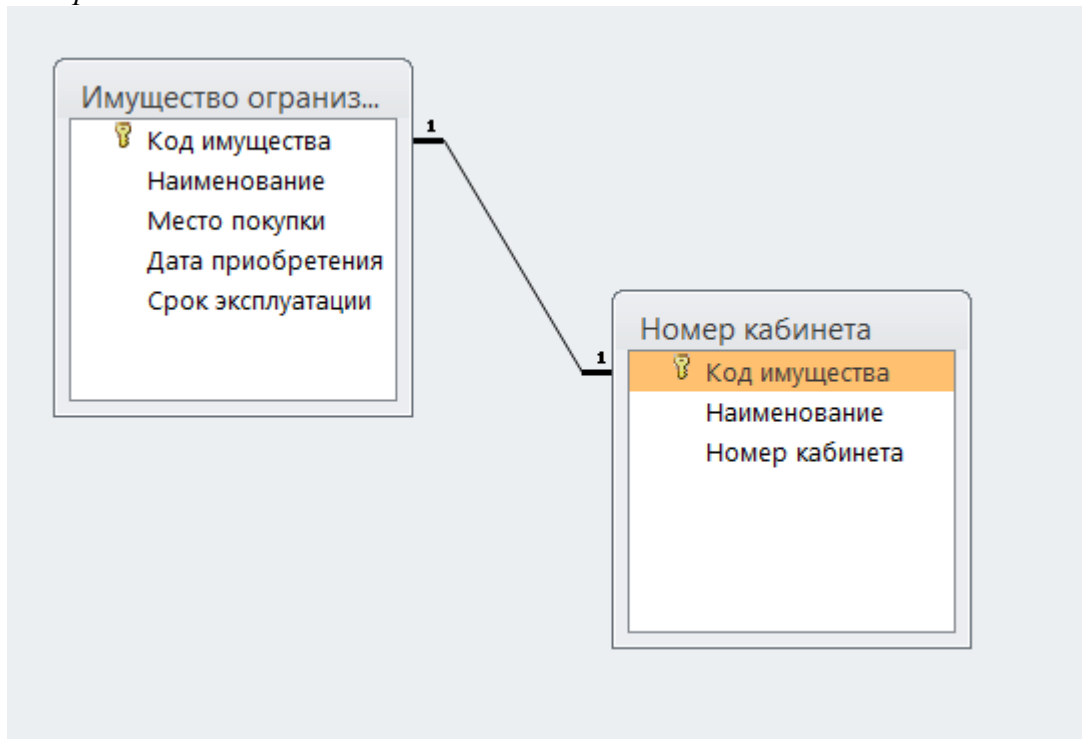 Имущество ограниз...
Код имущества
Наименование
Место покупки
Дата приобретения
Срок эксплуатации
1
1
Номер кабинета
Код имущества
Наименование
Номер кабинета